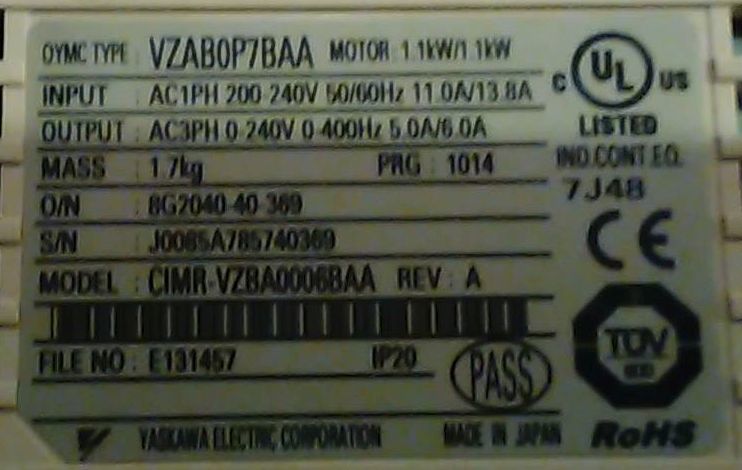 OYMC TYPE : VZAB0P7BAA MOTOR : 1.1kW/1.1kW
INPUT : AC1PH 200-240V 50/60Hz 11.0A/13.8A
OUTPUT : AC3PH 0-240V 0-400Hz 5.0A/6.0A
MASS : 1.7kg PRG : 1014
O/N : 8G2040-40-369
S/N : J0085A785740369
MODEL : CIMR-VZBA0006BAA REV : A
FILE NO : E131457 IP20
PASS
YASKAWA ELECTRIC CORPORATION MADE IN JAPAN
C UL US
LISTED
IND.CONT.EQ.
7J48
CE
TÜV
RoHS